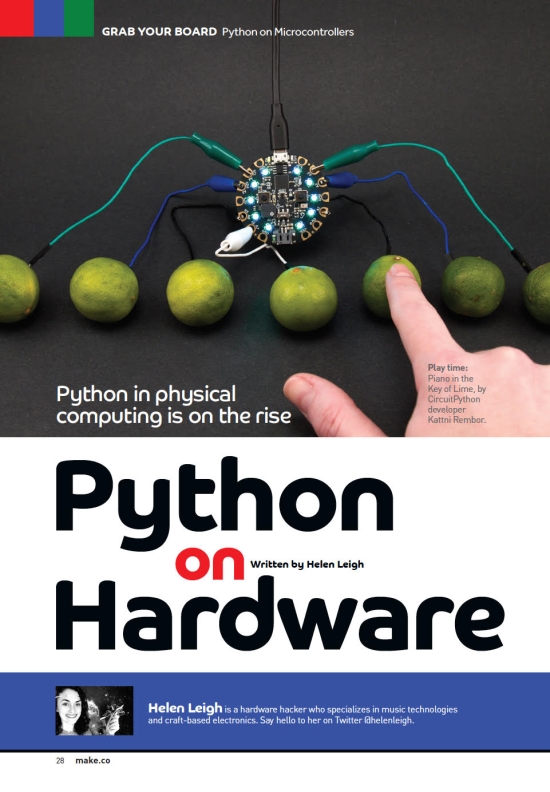 GRAB YOUR BOARD Python on Microcontrollers
Python in physical
computing is on the rise
Play time:
Piano in the
Key of Lime, by
CircuitPython
developer
Kattni Rembor.
Python
on
Written by Helen Leigh
Hardware
Helen Leigh is a hardware hacker who specializes in music technologies
and craft-based electronics. Say hello to her on Twitter @helenleigh.
28 make.co